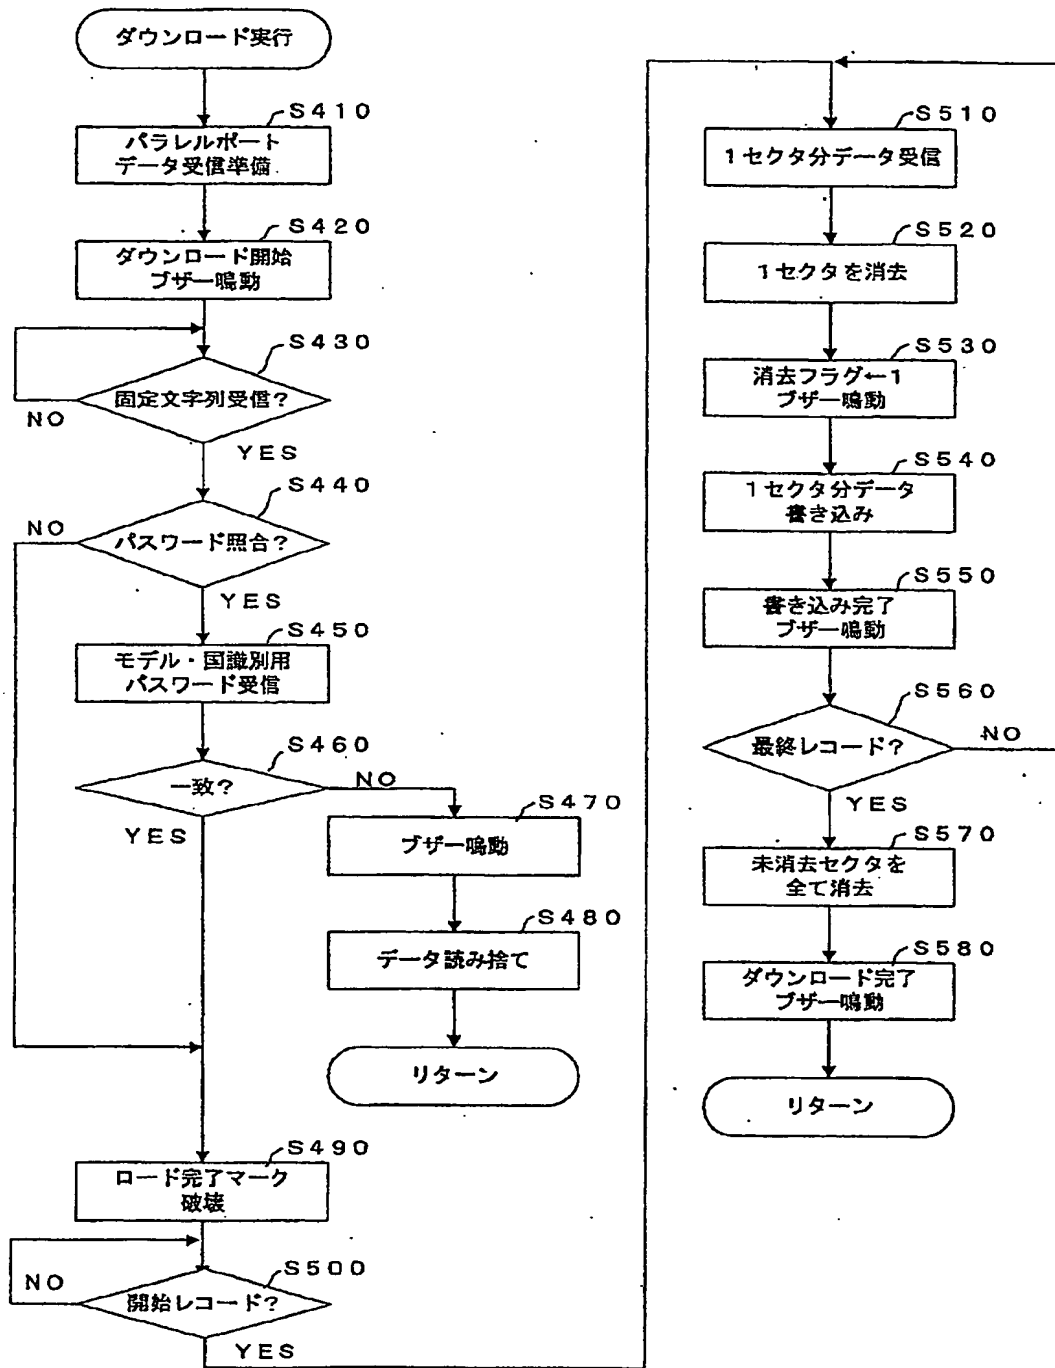 ダウンロード実行
S410
パラレルポート
データ受信準備
S420
ダウンロード開始
ブザー鳴動
S430
固定文字列受信?
NO
YES
S440
NO
パスワード照合?
YES
S450
モデル・国識別用
パスワード受信
S460
一致?
NO
YES
S470
ブザー鳴動
S480
データ読み捨て
リターン
S490
ロード完了マーク
破壊
S500
NO
開始レコード?
YES
S510
1セクタ分データ受信
S520
1セクタを消去
S530
消去フラグ←1
ブザー鳴動
S540
1セクタ分データ
書き込み
S550
書き込み完了
ブザー鳴動
S560
最終レコード?
NO
YES
S570
未消去セクタを
全て消去
S580
ダウンロード完了
ブザー鳴動
リターン